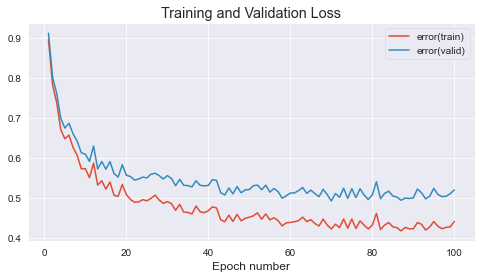 Training and Validation Loss
error(train)
error(valid)
0.9
0.8
0.7
0.6
0.5
0.4
0 20 40 60 80 100
Epoch number